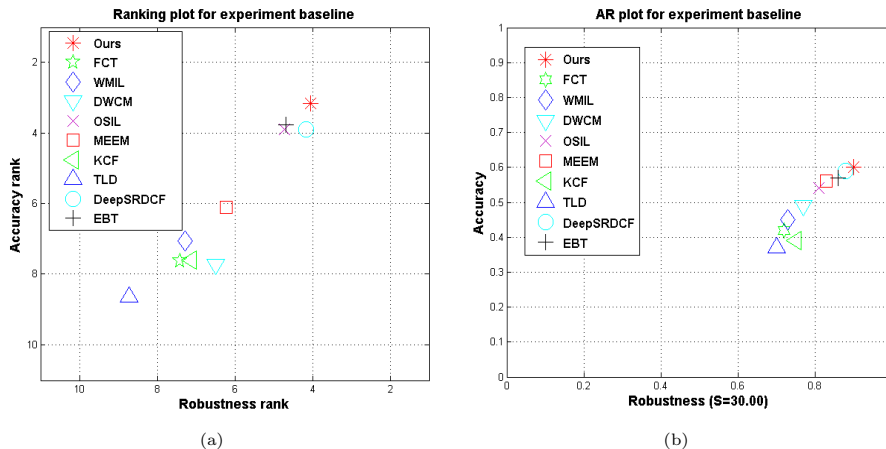 Ranking plot for experiment baseline
2
4
6
8
10
Accuracy rank
Ours
FCT
WMIL
DWCM
OSIL
MEEM
KCF
TLD
DeepSRDCF
EBT
10 8 6 4 2
Robustness rank
(a)
AR plot for experiment baseline
1
0.9
0.8
0.7
0.6
0.5
0.4
0.3
0.2
0.1
0
Accuracy
Ours
FCT
WMIL
DWCM
OSIL
MEEM
KCF
TLD
DeepSRDCF
EBT
0 0.2 0.4 0.6 0.8
Robustness (S=30.00)
(b)